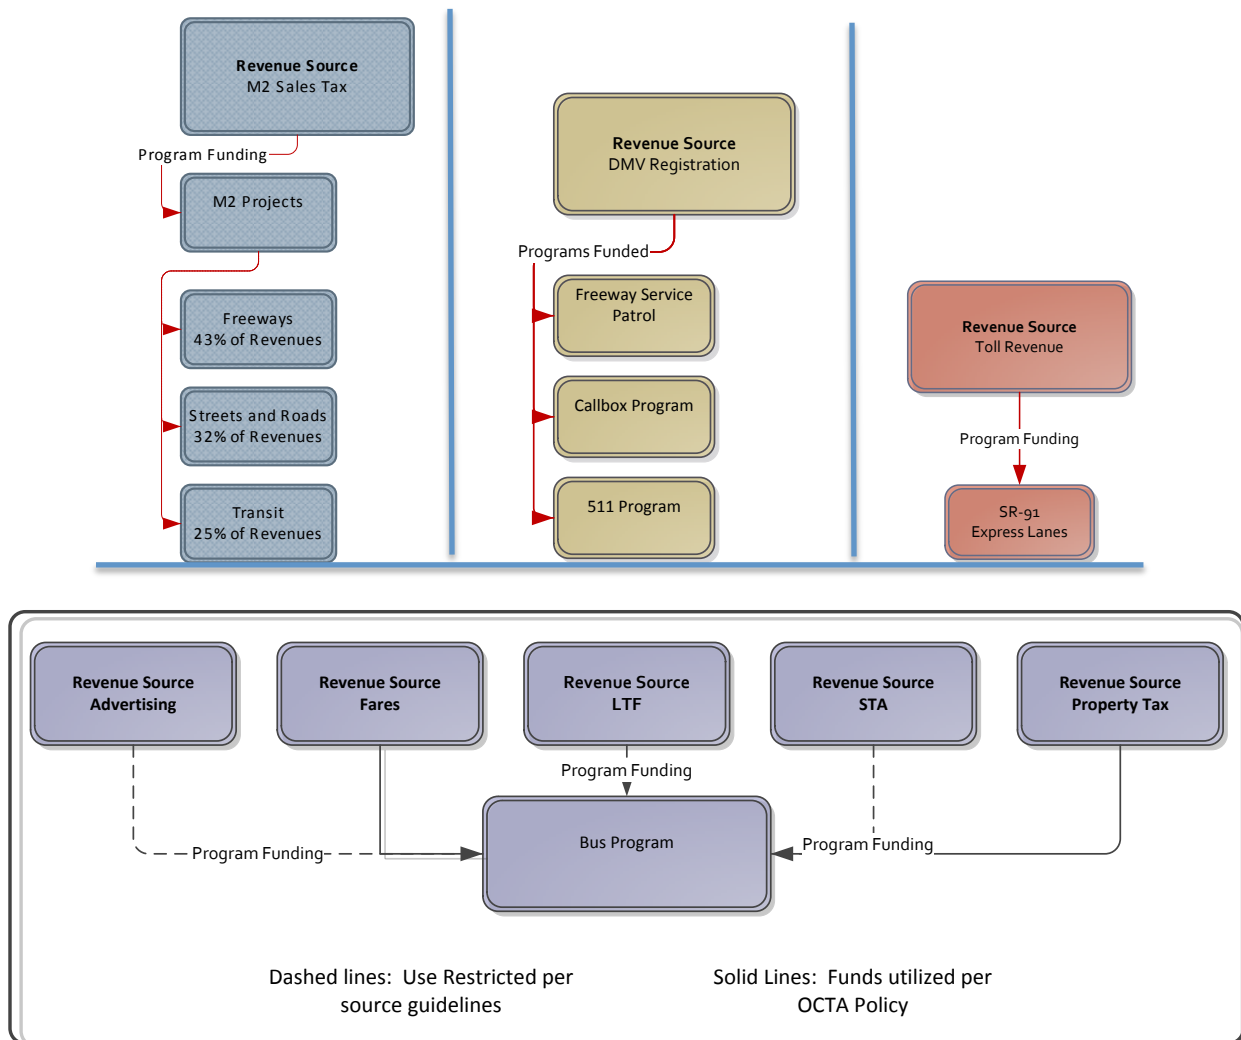 Revenue Source
M2 Sales Tax
Program Funding
M2 Projects
Freeways
43% of Revenues
Streets and Roads
32% of Revenues
Transit
25% of Revenues
Revenue Source
DMV Registration
Programs Funded
Freeway Service
Patrol
Callbox Program
511 Program
Revenue Source
Toll Revenue
Program Funding
SR-91
Express Lanes
Revenue Source
Advertising
Revenue Source
Fares
Revenue Source
LTF
Revenue Source
STA
Revenue Source
Property Tax
Program Funding
Bus Program
Program Funding
Program Funding
Dashed lines:  Use Restricted per
source guidelines
Solid Lines:  Funds utilized per
OCTA Policy